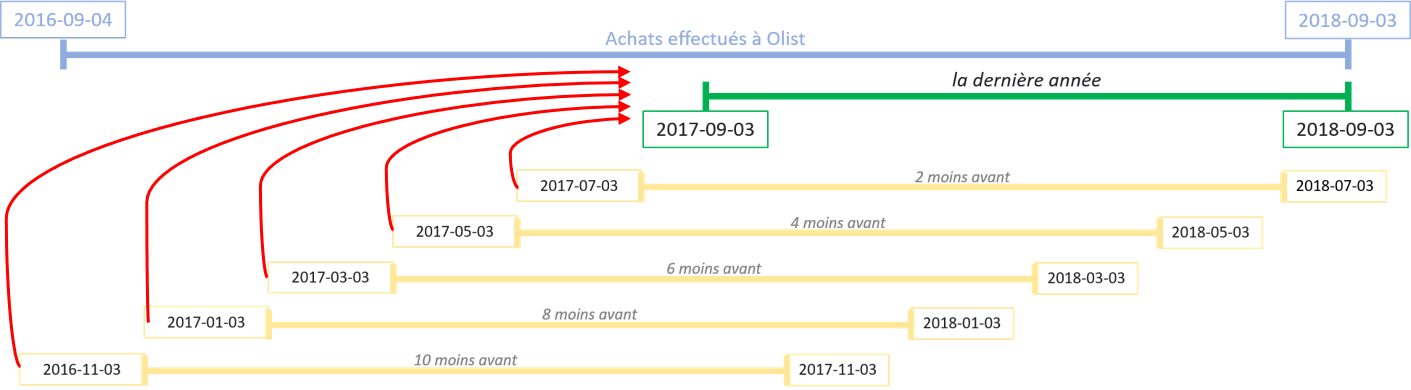 2016-09-04
2018-09-03
Achats effectués à Olist
la dernière année
2017-09-03
2018-09-03
2 moins avant
2017-07-03
2018-07-03
4 moins avant
2017-05-03
2018-05-03
6 moins avant
2017-03-03
2018-03-03
8 moins avant
2017-01-03
2018-01-03
10 moins avant
2016-11-03
2017-11-03